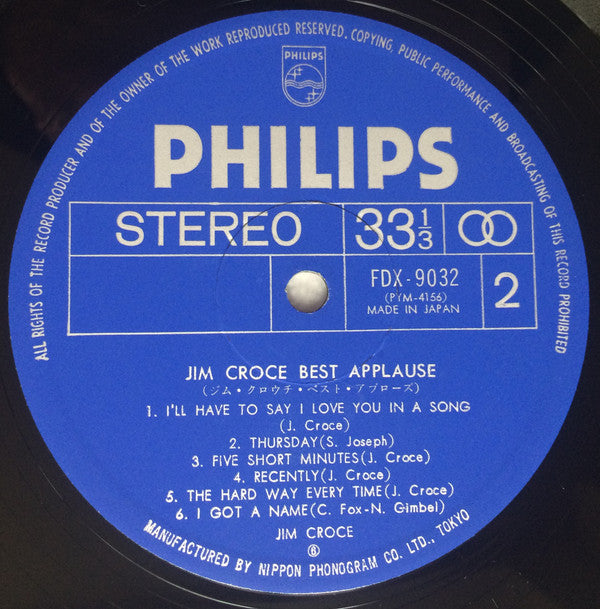 ALL RIGHTS OF THE RECORD PRODUCER AND OF THE OWNER OF THE WORK REPRODUCED RESERVED. COPYING, PUBLIC PERFORMANCE AND BROADCASTING OF THIS RECORD PROHIBITED
PHILIPS
PHILIPS
STEREO 33⅓
FDX-9032
(PYM-4156)
MADE IN JAPAN
2
JIM CROCE BEST APPLAUSE
(ジム・クロウチ・ベスト・アプローズ)
1. I'LL HAVE TO SAY I LOVE YOU IN A SONG
(J. Croce)
2. THURSDAY(S. Joseph)
3. FIVE SHORT MINUTES(J. Croce)
4. RECENTLY(J. Croce)
5. THE HARD WAY EVERY TIME(J. Croce)
6. I GOT A NAME(C. Fox-N. Gimbel)
JIM CROCE
MANUFACTURED BY NIPPON PHONOGRAM CO. LTD., TOKYO